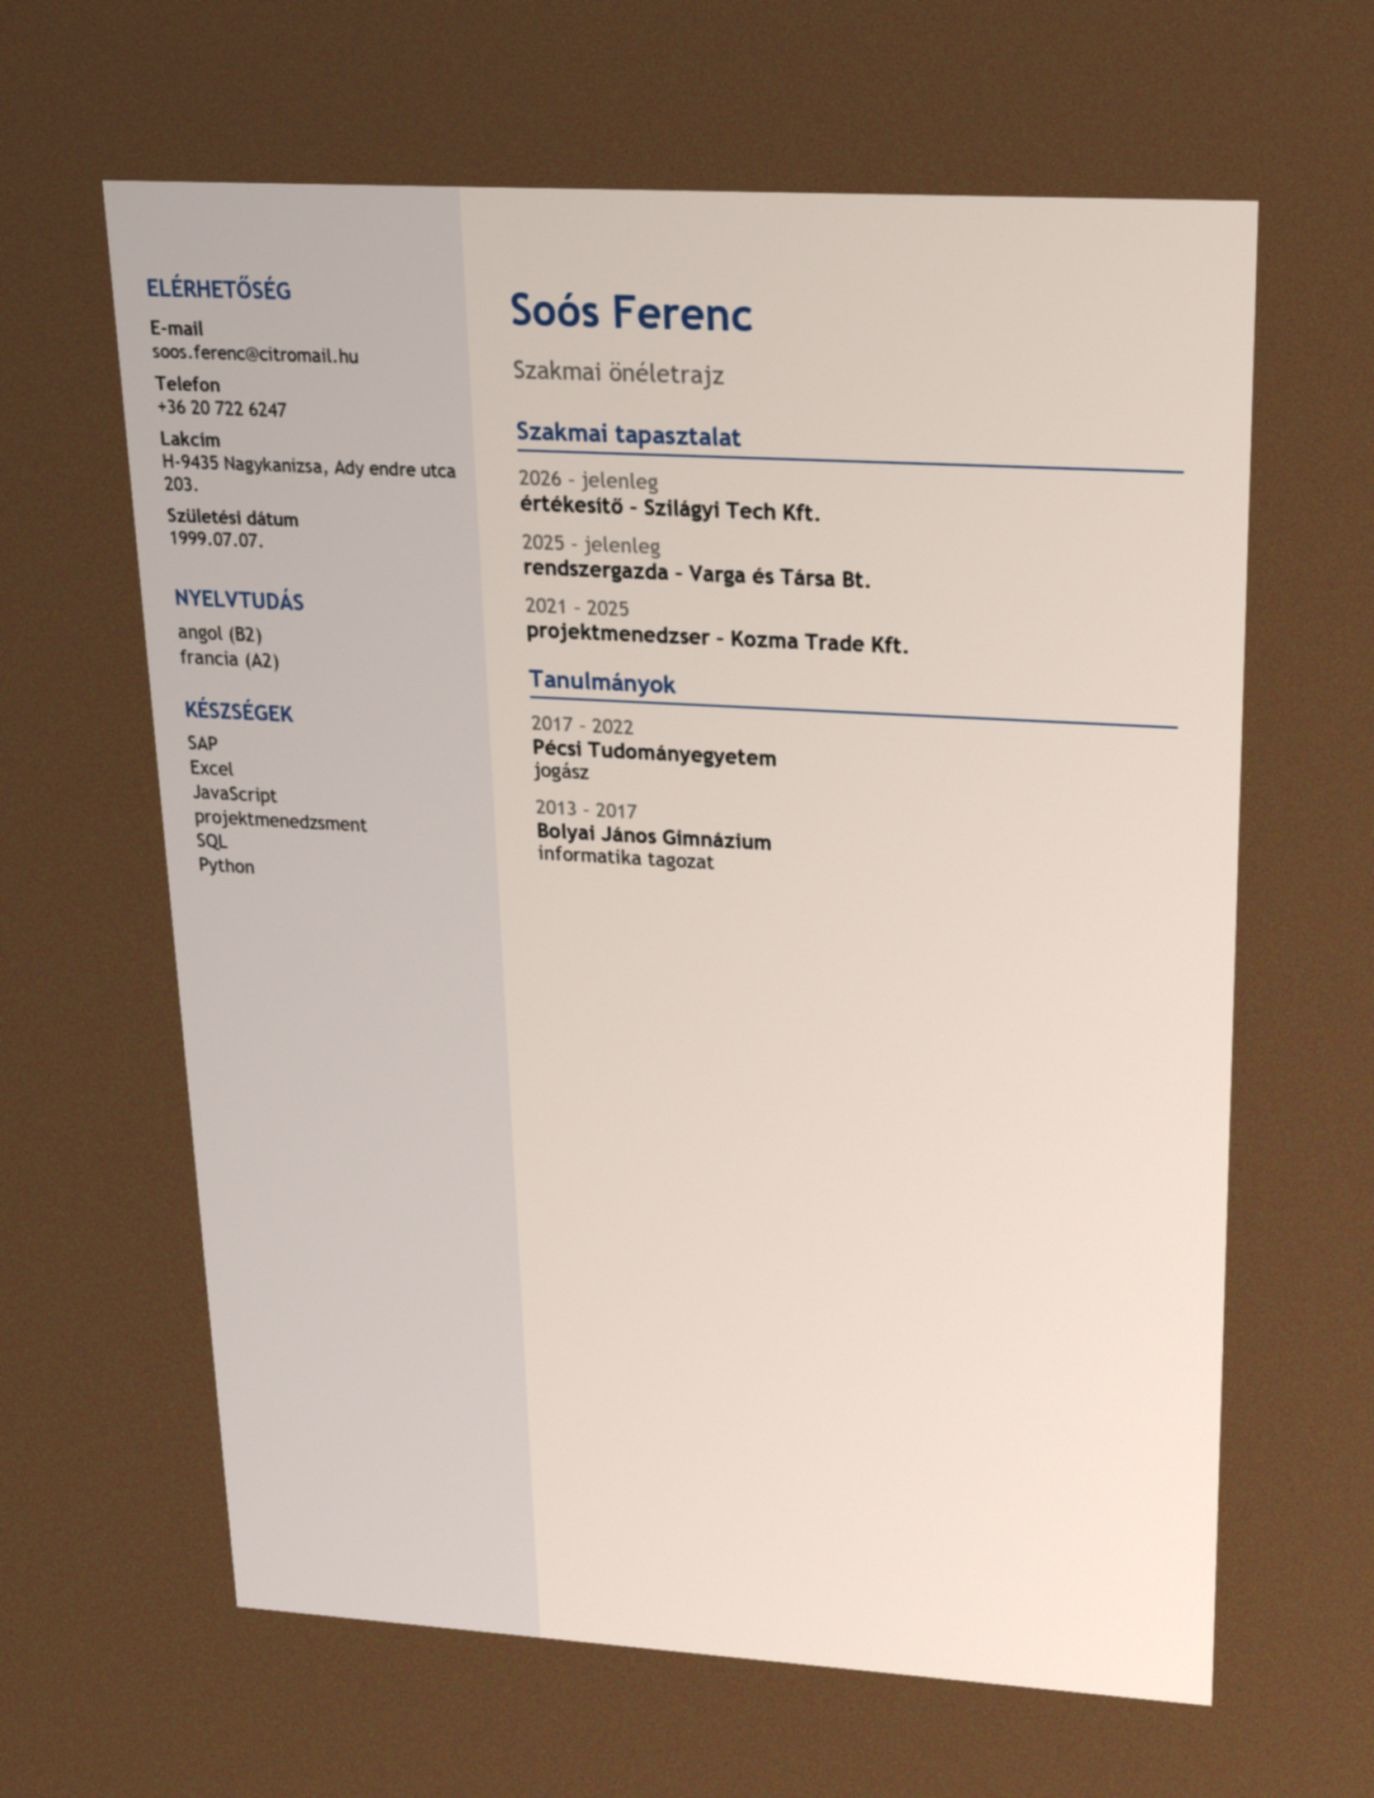 ELÉRHETŐSÉG
E-mail
soos.ferenc@citromail.hu
Telefon
+36 20 722 6247
Lakcím
H-9435 Nagykanizsa, Ady endre utca
203.
Születési dátum
1999.07.07.
NYELVTUDÁS
angol (B2)
francia (A2)
KÉSZSÉGEK
SAP
Excel
JavaScript
projektmenedzsment
SQL
Python
Soós Ferenc
Szakmai önéletrajz
Szakmai tapasztalat
2026 - jelenleg
értékesítő - Szilágyi Tech Kft.
2025 - jelenleg
rendszergazda - Varga és Társa Bt.
2021 - 2025
projektmenedzser - Kozma Trade Kft.
Tanulmányok
2017 - 2022
Pécsi Tudományegyetem
jogász
2013 - 2017
Bolyai János Gimnázium
informatika tagozat